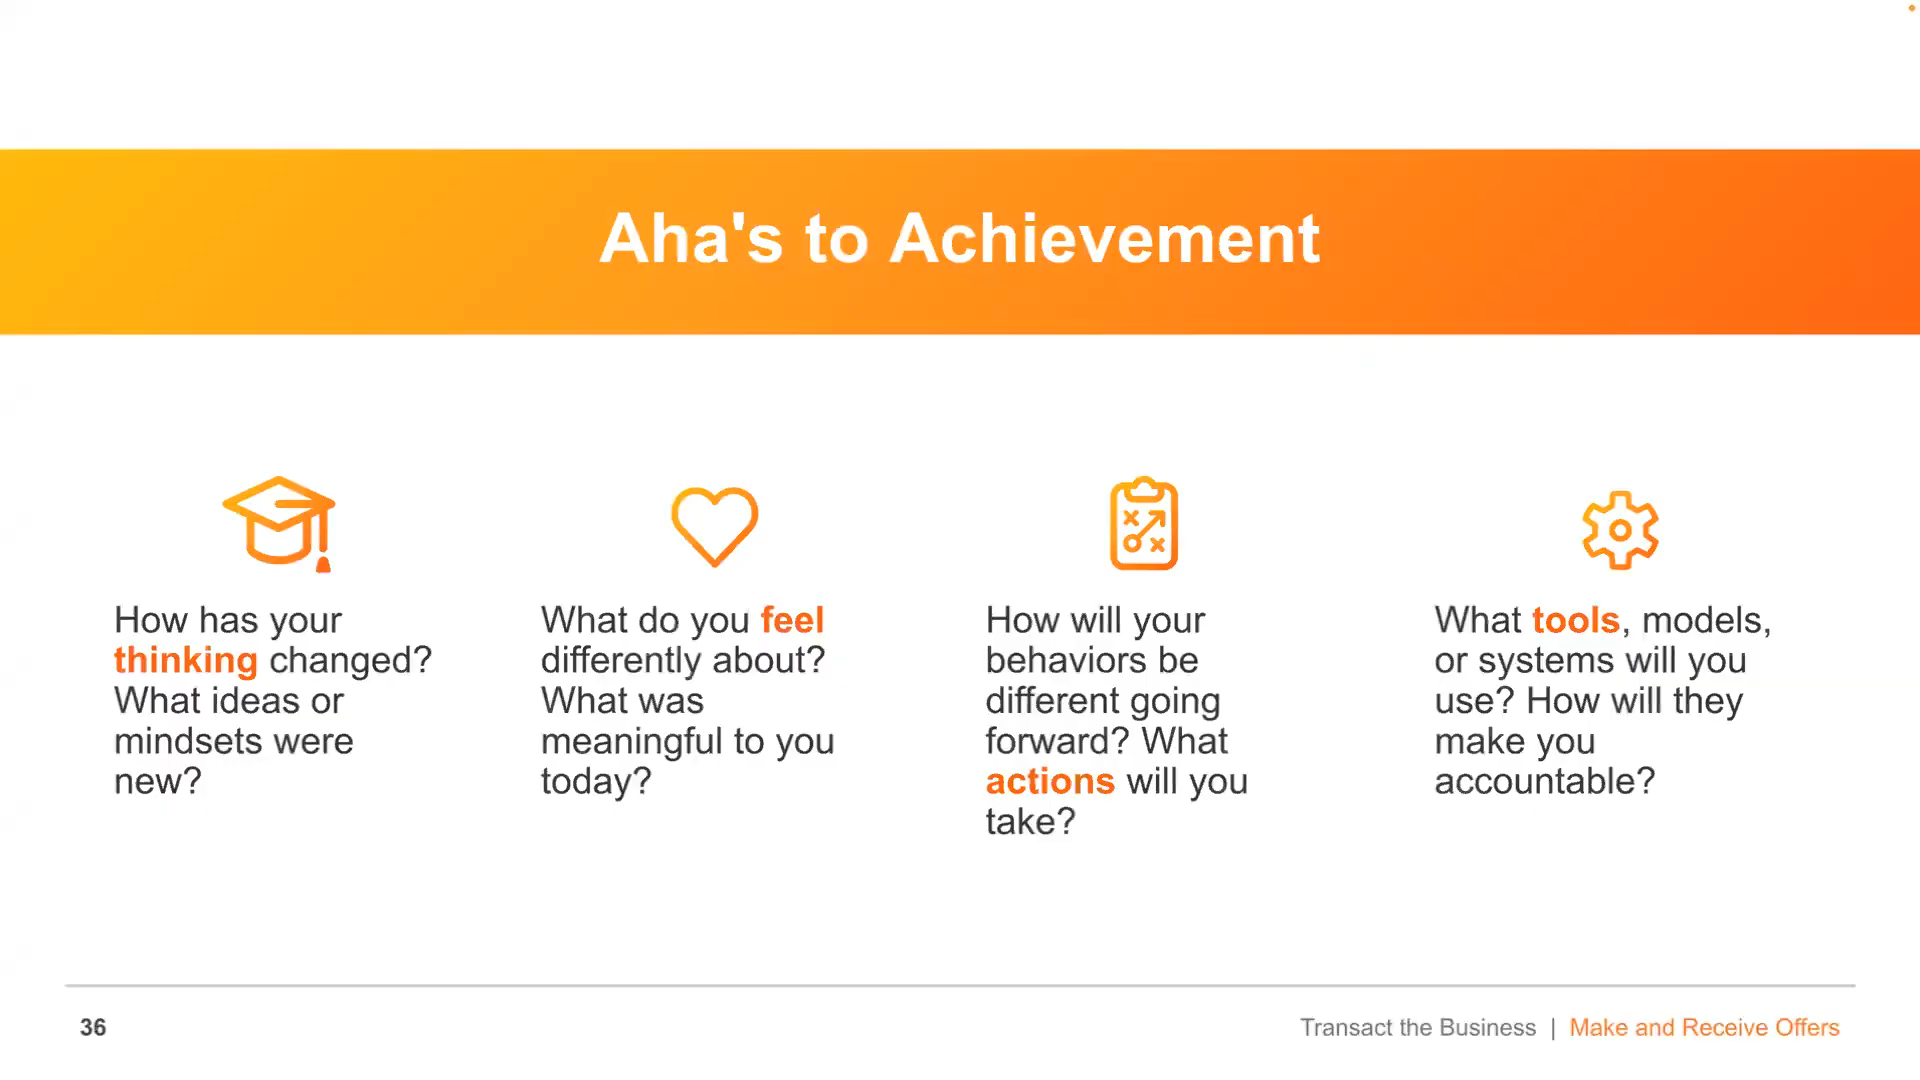 Aha's to Achievement
How has your
thinking changed?
What ideas or
mindsets were
new?
What do you feel
differently about?
What was
meaningful to you
today?
How will your
behaviors be
different going
forward? What
actions will you
take?
What tools, models,
or systems will you
use? How will they
make you
accountable?
36
Transact the Business | Make and Receive Offers